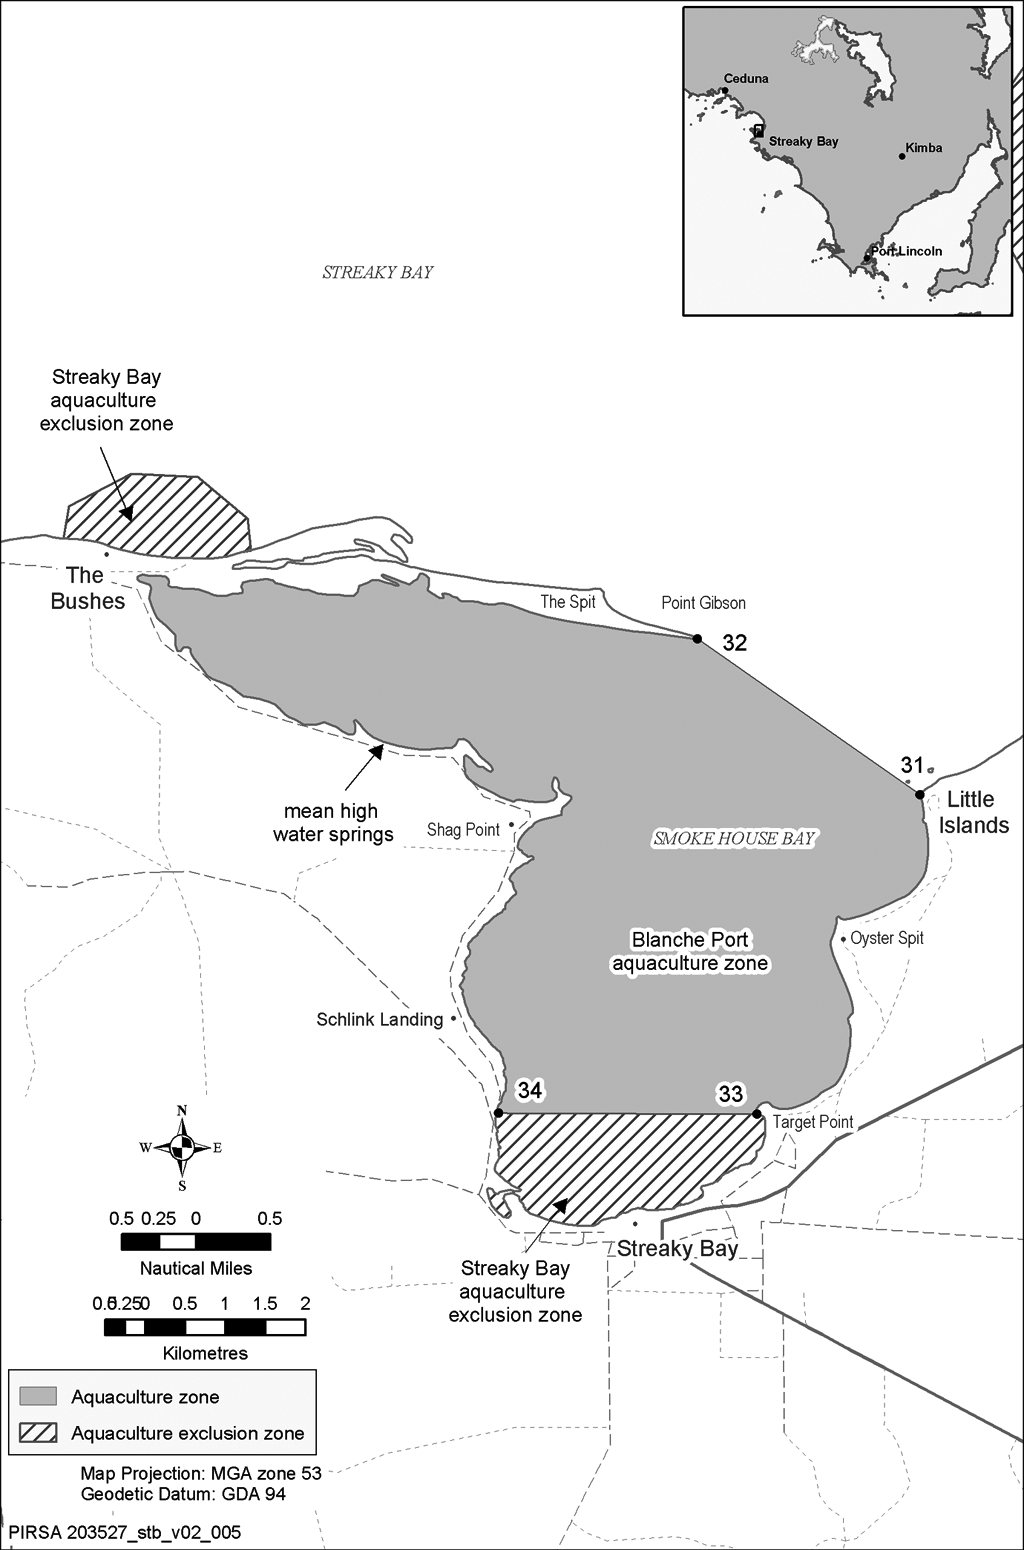 Ceduna
Streaky Bay
Kimba
Port Lincoln
STREAKY BAY
Streaky Bay
aquaculture
exclusion zone
The
Bushes
The Spit
Point Gibson
32
31
Little
Islands
mean high
water springs
Shag Point
SMOKE HOUSE BAY
Blanche Port
aquaculture zone
Oyster Spit
Schlink Landing
34
33
Target Point
N
W
E
S
0.5 0.25 0 0.5
Nautical Miles
Streaky Bay
Streaky Bay
aquaculture
exclusion zone
0.5 0.25 0 0.5 1 1.5 2
Kilometres
Aquaculture zone
Aquaculture exclusion zone
Map Projection: MGA zone 53
Geodetic Datum: GDA 94
PIRSA 203527_stb_v02_005